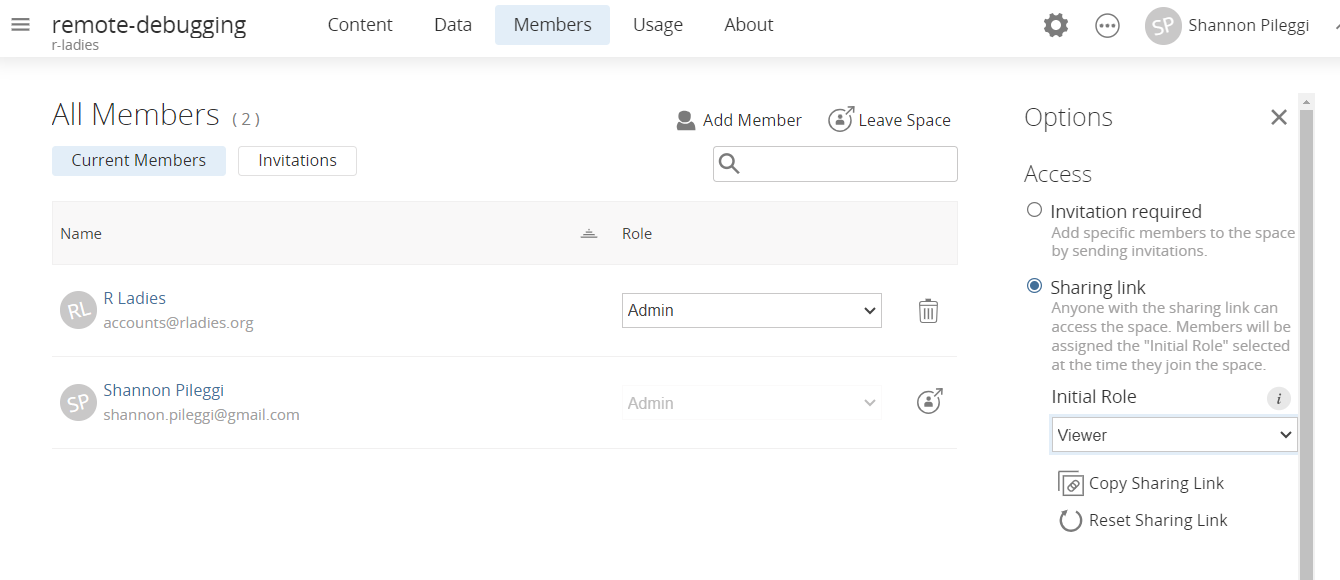 remote-debugging
r-ladies
Content
Data
Members
Usage
About
SP
Shannon Pileggi
All Members ( 2 )
Add Member
Leave Space
Current Members
Invitations
Name
Role
RL
R Ladies
accounts@rladies.org
Admin
SP
Shannon Pileggi
shannon.pileggi@gmail.com
Admin
Options
Access
Invitation required
Add specific members to the space
by sending invitations.
Sharing link
Anyone with the sharing link can
access the space. Members will be
assigned the "Initial Role" selected
at the time they join the space.
Initial Role
i
Viewer
Copy Sharing Link
Reset Sharing Link